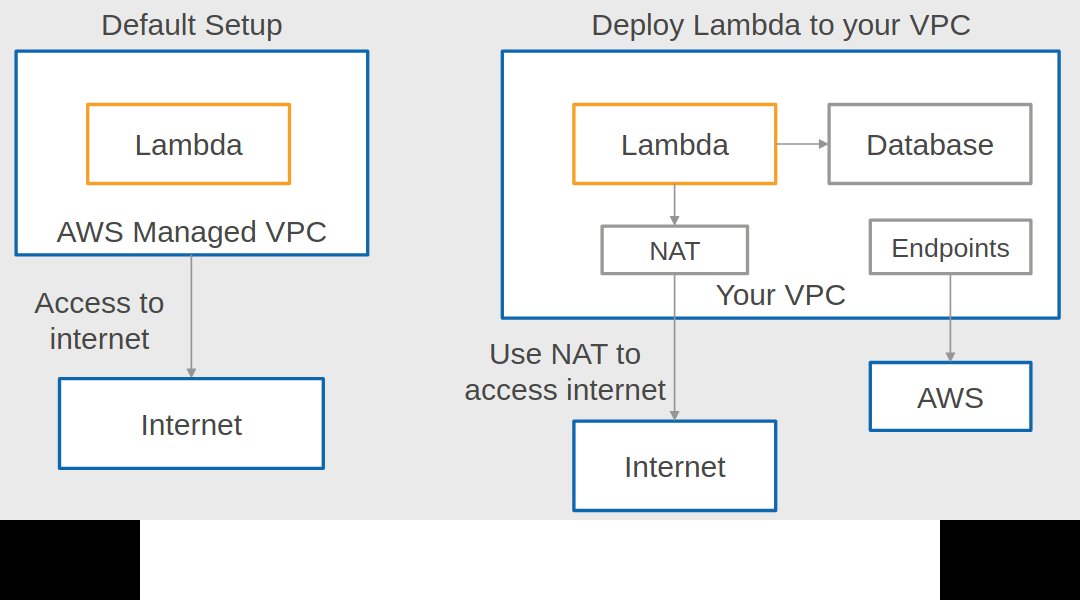 Default Setup
Lambda
AWS Managed VPC
Access to
internet
Internet
Deploy Lambda to your VPC
Lambda
Database
NAT
Endpoints
Your VPC
Use NAT to
access internet
AWS
Internet